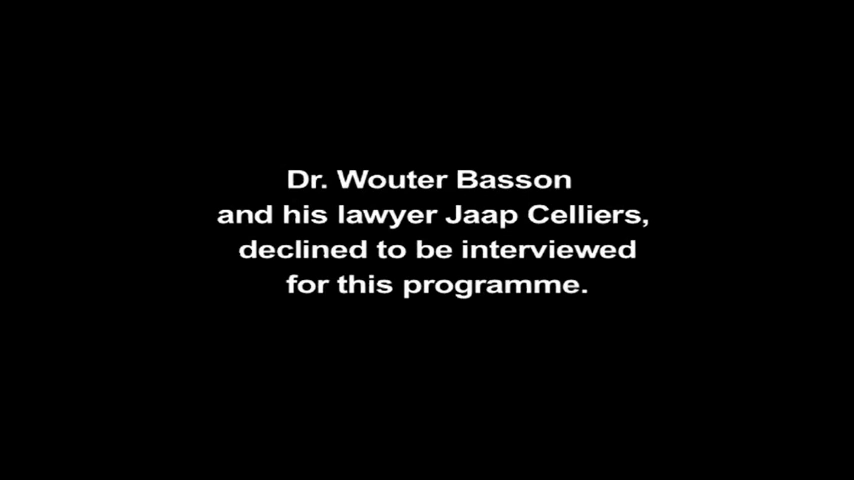 Dr. Wouter Basson
and his lawyer Jaap Celliers,
declined to be interviewed
for this programme.